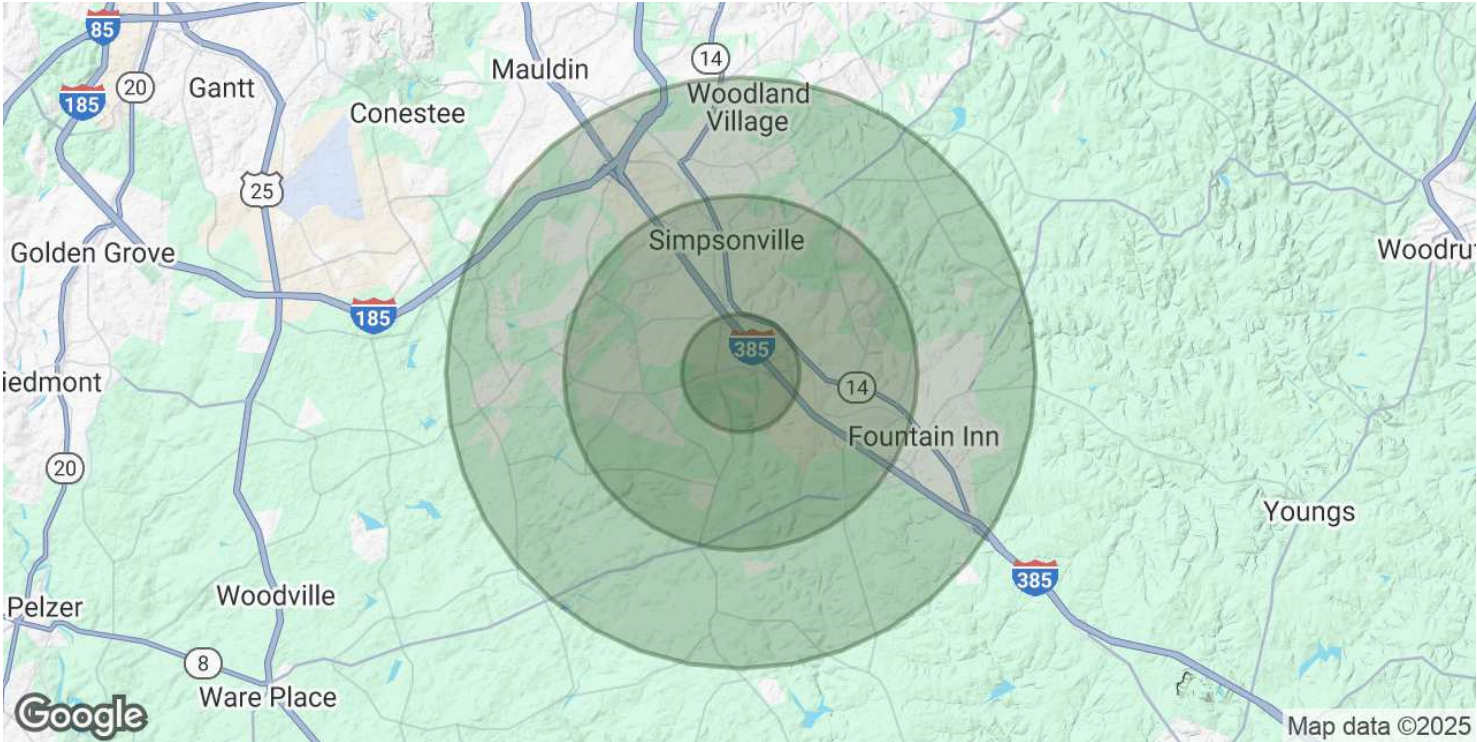 85
14
Mauldin
20
Gantt
185
Woodland
Village
Conestee
25
Simpsonville
Golden Grove
Woodru
185
385
iedmont
14
Fountain Inn
20
Youngs
385
Woodville
Pelzer
8
Ware Place
Google
Map data ©2025